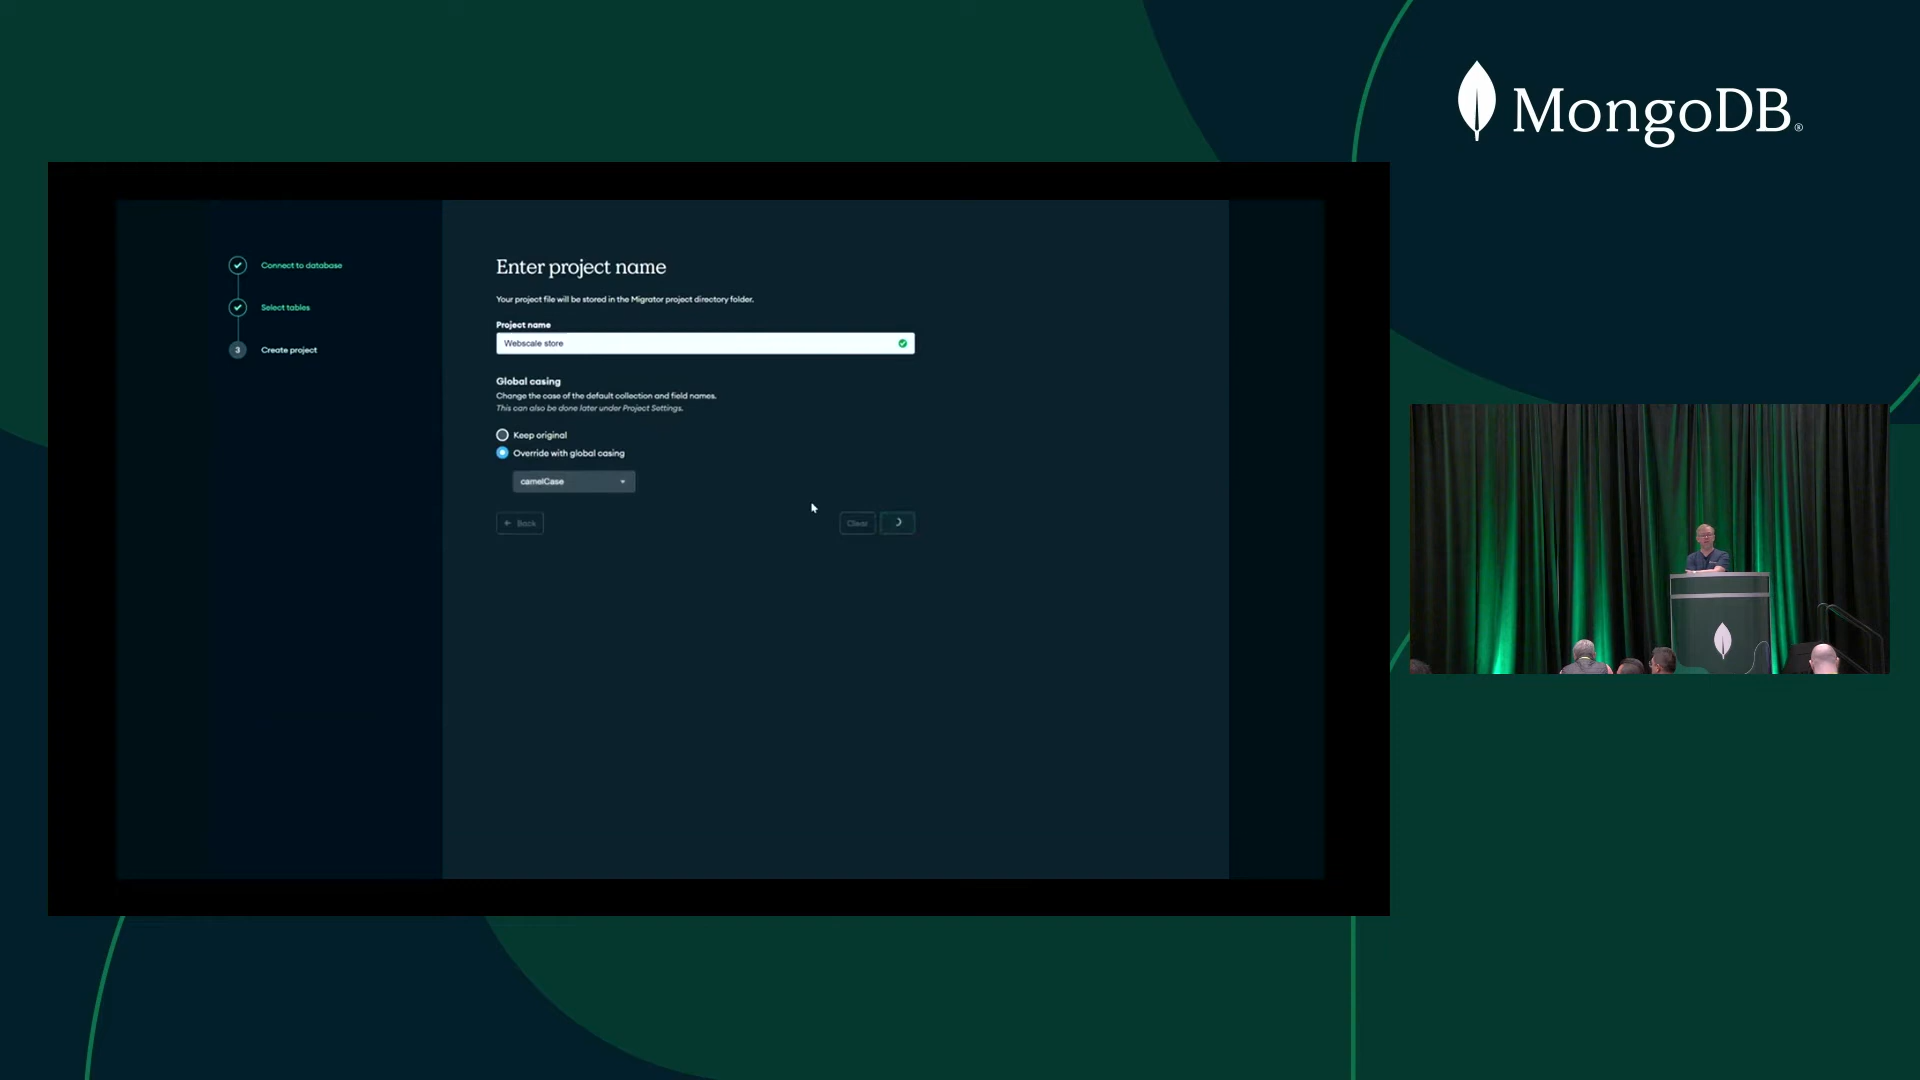 MongoDB®
Connect to database
Select tables
3 Create project
Enter project name
Your project file will be stored in the Migrator project directory folder.
Project name
Webscale store
Global casing
Change the case of the default collection and field names.
This can also be done later under Project Settings.
Keep original
Override with global casing
camelCase
← Back
Clear